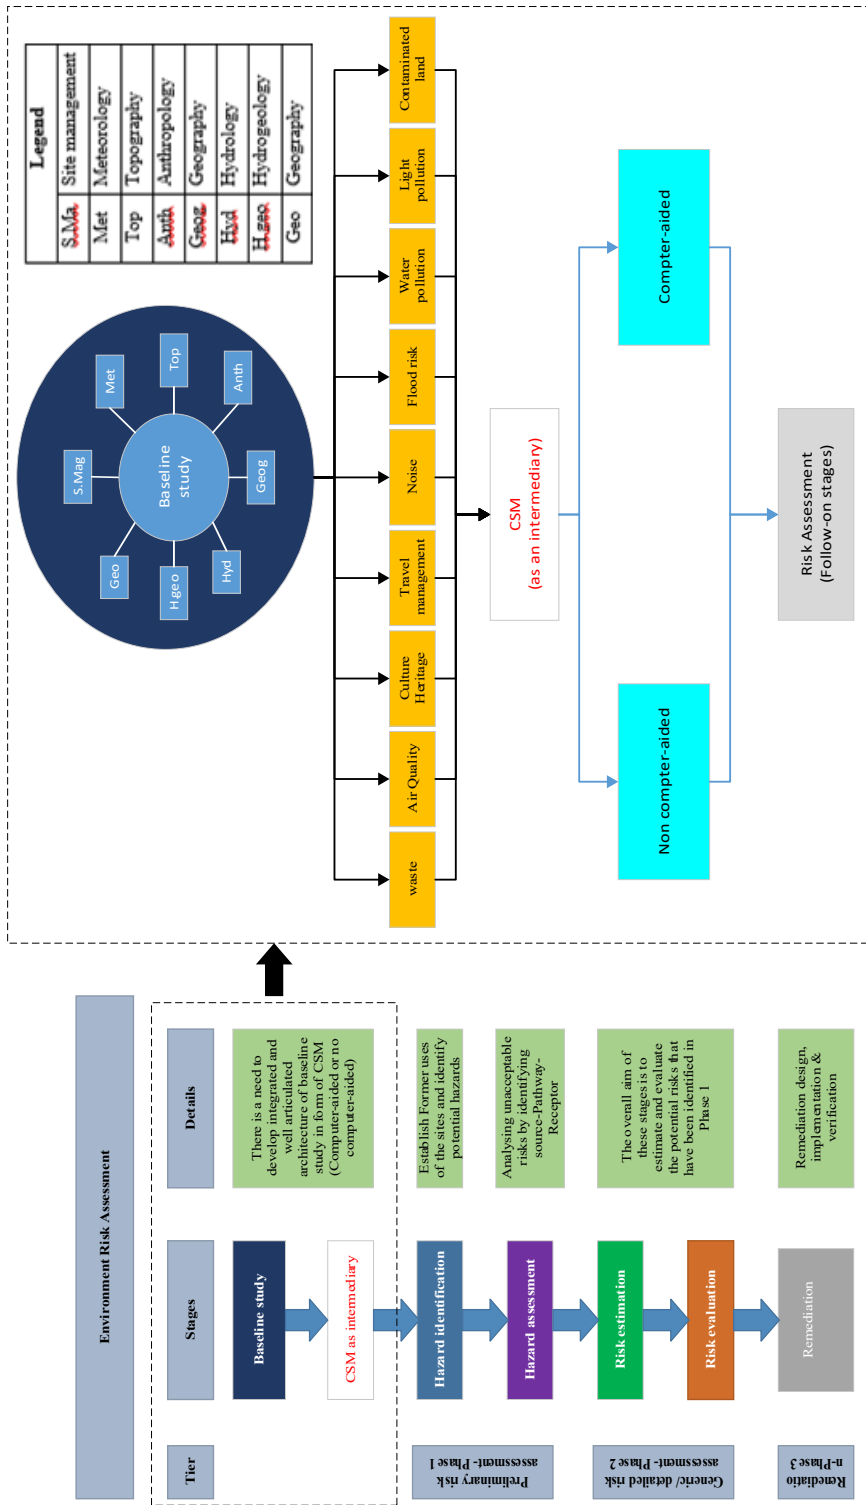 Environment Risk Assessment
Tier
Stages
Details
Baseline study
There is a need to
develop integrated and
well articulated
architecture of baseline
study in form of CSM
(Computer-aided or no
computer-aided)
CSM as intermediary
Preliminary risk
assessment- Phase 1
Hazard identification
Establish Former uses
of the sites and identify
potential hazards
Hazard assessment
Analysing unacceptable
risks by identifying
source-Pathway-
Receptor
Generic/ detailed risk
assessment- Phase 2
Risk estimation
The overall aim of
these stages is to
estimate and evaluate
the potential risks that
have been identified in
Phase 1
Risk evaluation
Remediatio
n-Phase 3
Remediation
Remediation design,
implementation &
verification
Baseline
study
S.Mag
Met
Top
Anth
Geog
Hyd
H geo
Geo
Legend
S.Ma Site management
Met Meteorology
Top Topography
Anth Anthropology
Geog Geography
Hyd Hydrology
H.geo Hydrogeology
Geo Geography
waste
Air Quality
Culture
Heritage
Travel
management
Noise
Flood risk
Water
pollution
Light
pollution
Contaminated
land
CSM
(as an intermediary)
Non compter-aided
Compter-aided
Risk Assessment
(Follow-on stages)